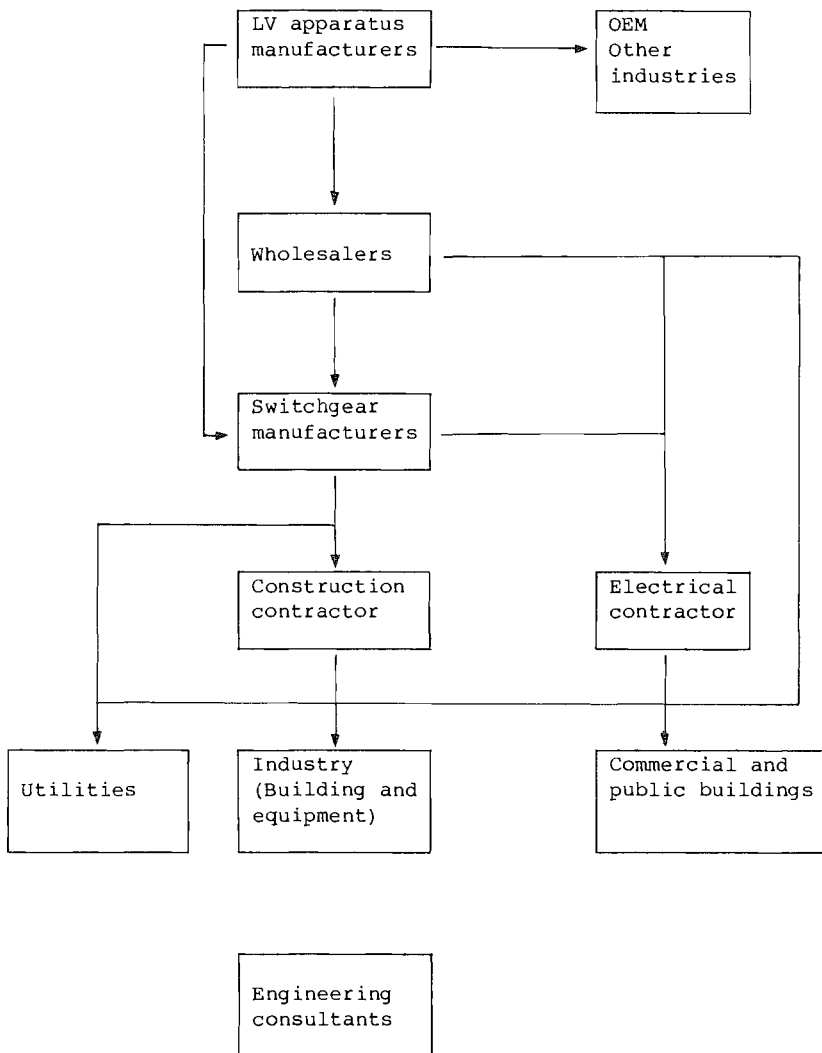 LV apparatus
manufacturers
OEM
Other
industries
Wholesalers
Switchgear
manufacturers
Construction
contractor
Electrical
contractor
Utilities
Industry
(Building and
equipment)
Commercial and
public buildings
Engineering
consultants